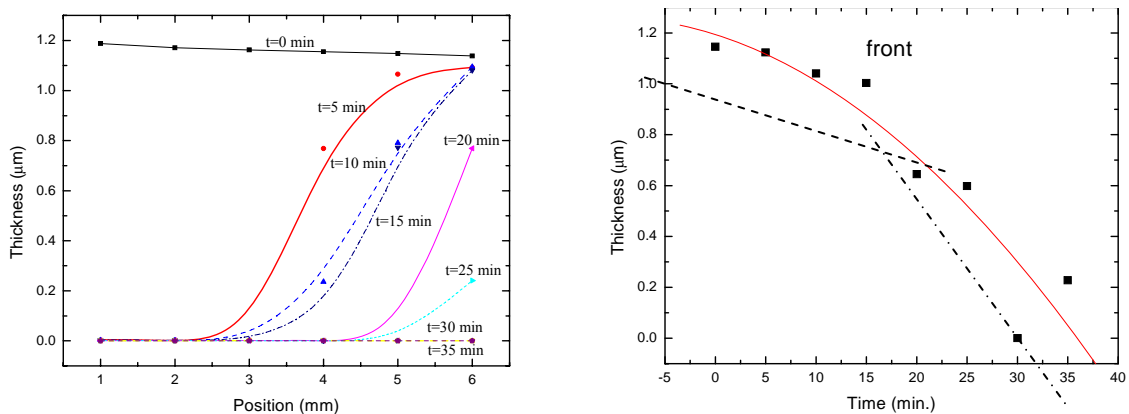 1.2
1.0
0.8
0.6
0.4
0.2
0.0
Thickness (μm)
t=0 min
t=5 min
t=10 min
t=15 min
t=20 min
t=25 min
t=30 min
t=35 min
1 2 3 4 5 6
Position (mm)
1.2
1.0
0.8
0.6
0.4
0.2
0.0
Thickness (μm)
front
-5 0 5 10 15 20 25 30 35 40
Time (min.)